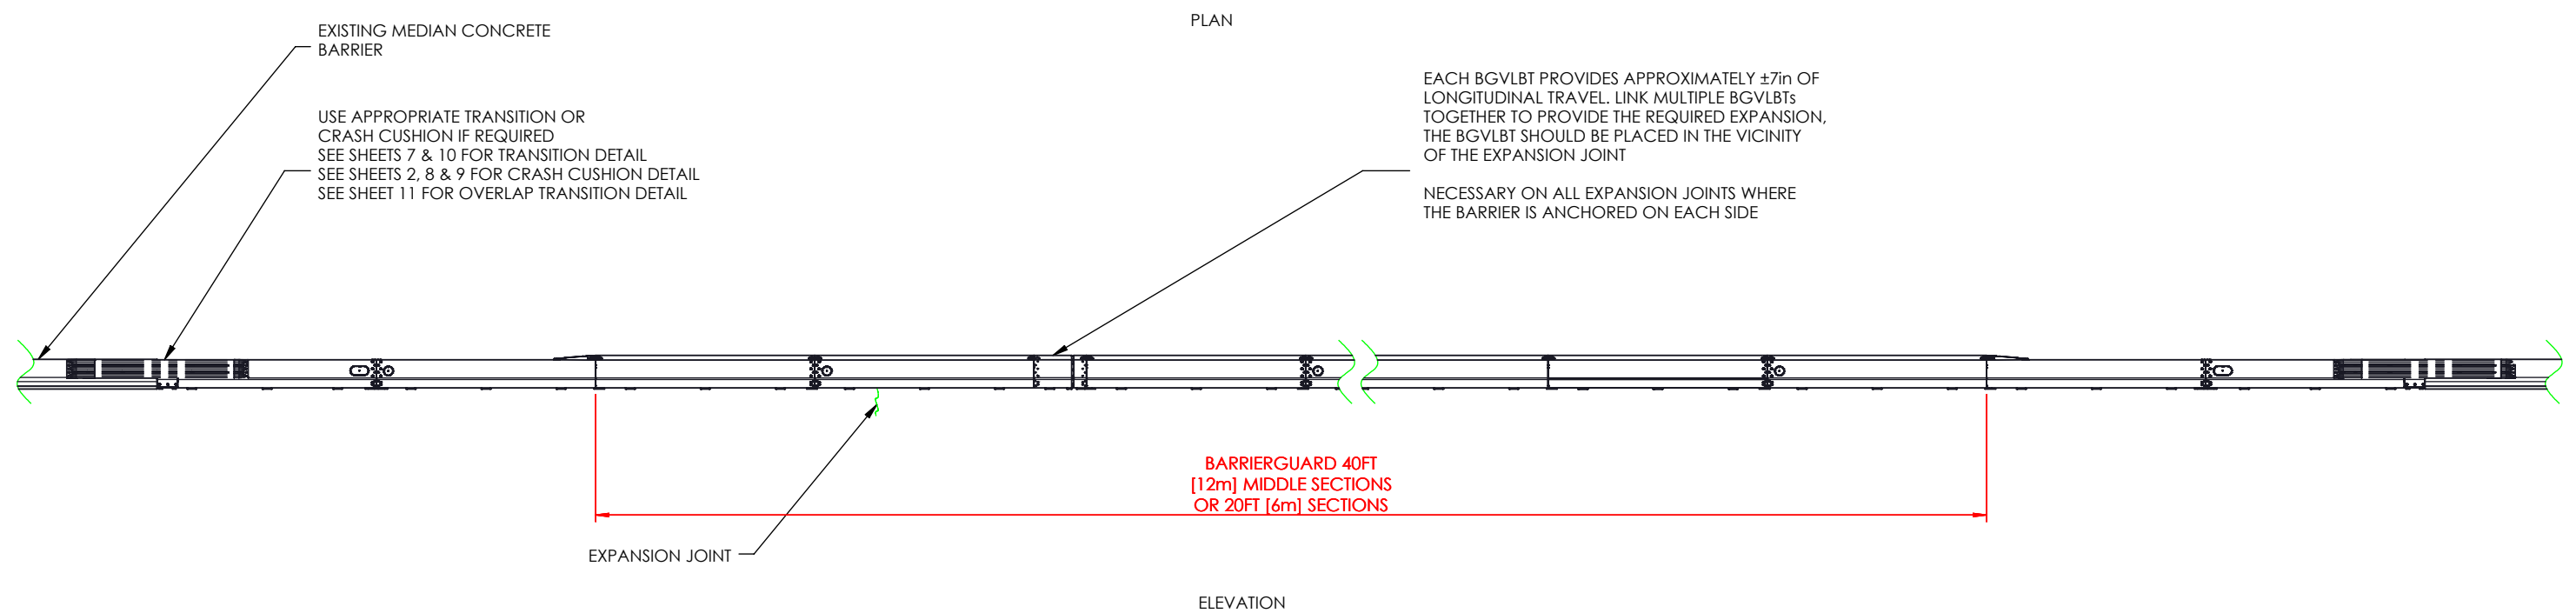 PLAN
EXISTING MEDIAN CONCRETE
BARRIER
USE APPROPRIATE TRANSITION OR
CRASH CUSHION IF REQUIRED
SEE SHEETS 7 & 10 FOR TRANSITION DETAIL
SEE SHEETS 2, 8 & 9 FOR CRASH CUSHION DETAIL
SEE SHEET 11 FOR OVERLAP TRANSITION DETAIL
EACH BGVLBT PROVIDES APPROXIMATELY ±7in OF
LONGITUDINAL TRAVEL. LINK MULTIPLE BGVLBTs
TOGETHER TO PROVIDE THE REQUIRED EXPANSION,
THE BGVLBT SHOULD BE PLACED IN THE VICINITY
OF THE EXPANSION JOINT
NECESSARY ON ALL EXPANSION JOINTS WHERE
THE BARRIER IS ANCHORED ON EACH SIDE
BARRIERGUARD 40FT
[12m] MIDDLE SECTIONS
OR 20FT [6m] SECTIONS
EXPANSION JOINT
ELEVATION